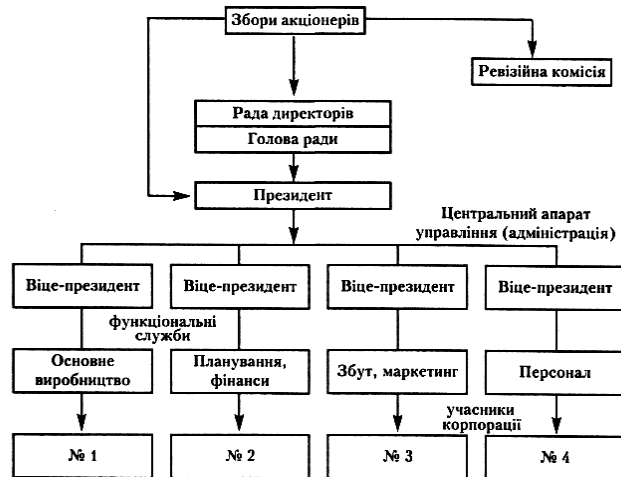 Збори акціонерів
Ревізійна комісія
Рада директорів
Голова ради
Президент
Центральний апарат
управління (адміністрація)
Віце-президент
Віце-президент
Віце-президент
Віце-президент
функціональні
служби
Основне
виробництво
Планування,
фінанси
Збут, маркетинг
Персонал
учасники
корпорації
№ 1
№ 2
№ 3
№ 4